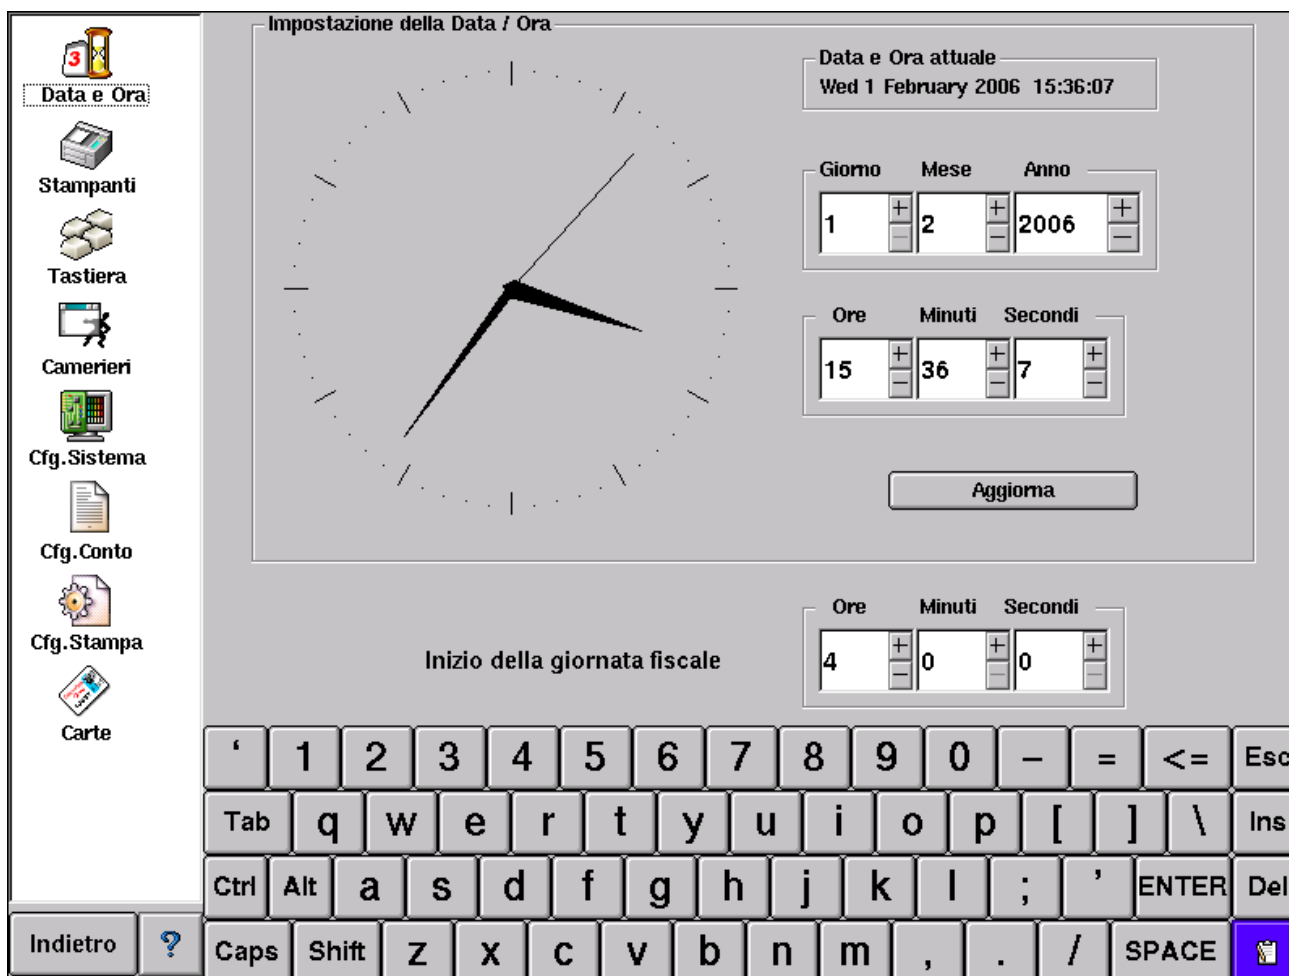 3
Data e Ora
Stampanti
Tastiera
Camerieri
Cfg.Sistema
Cfg.Conto
Cfg.Stampa
Carte
Indietro ?
Impostazione della Data / Ora
Data e Ora attuale
Wed 1 February 2006 15:36:07
Giorno Mese Anno
1 + - 2 + - 2006 + -
Ore Minuti Secondi
15 + - 36 + - 7 + -
Aggiorna
Inizio della giornata fiscale
Ore Minuti Secondi
4 + - 0 + - 0 + -
‘ 1 2 3 4 5 6 7 8 9 0 – = <= Esc
Tab q w e r t y u i o p [ ] \ Ins
Ctrl Alt a s d f g h j k l ; ’ ENTER Del
Caps Shift z x c v b n m , . / SPACE